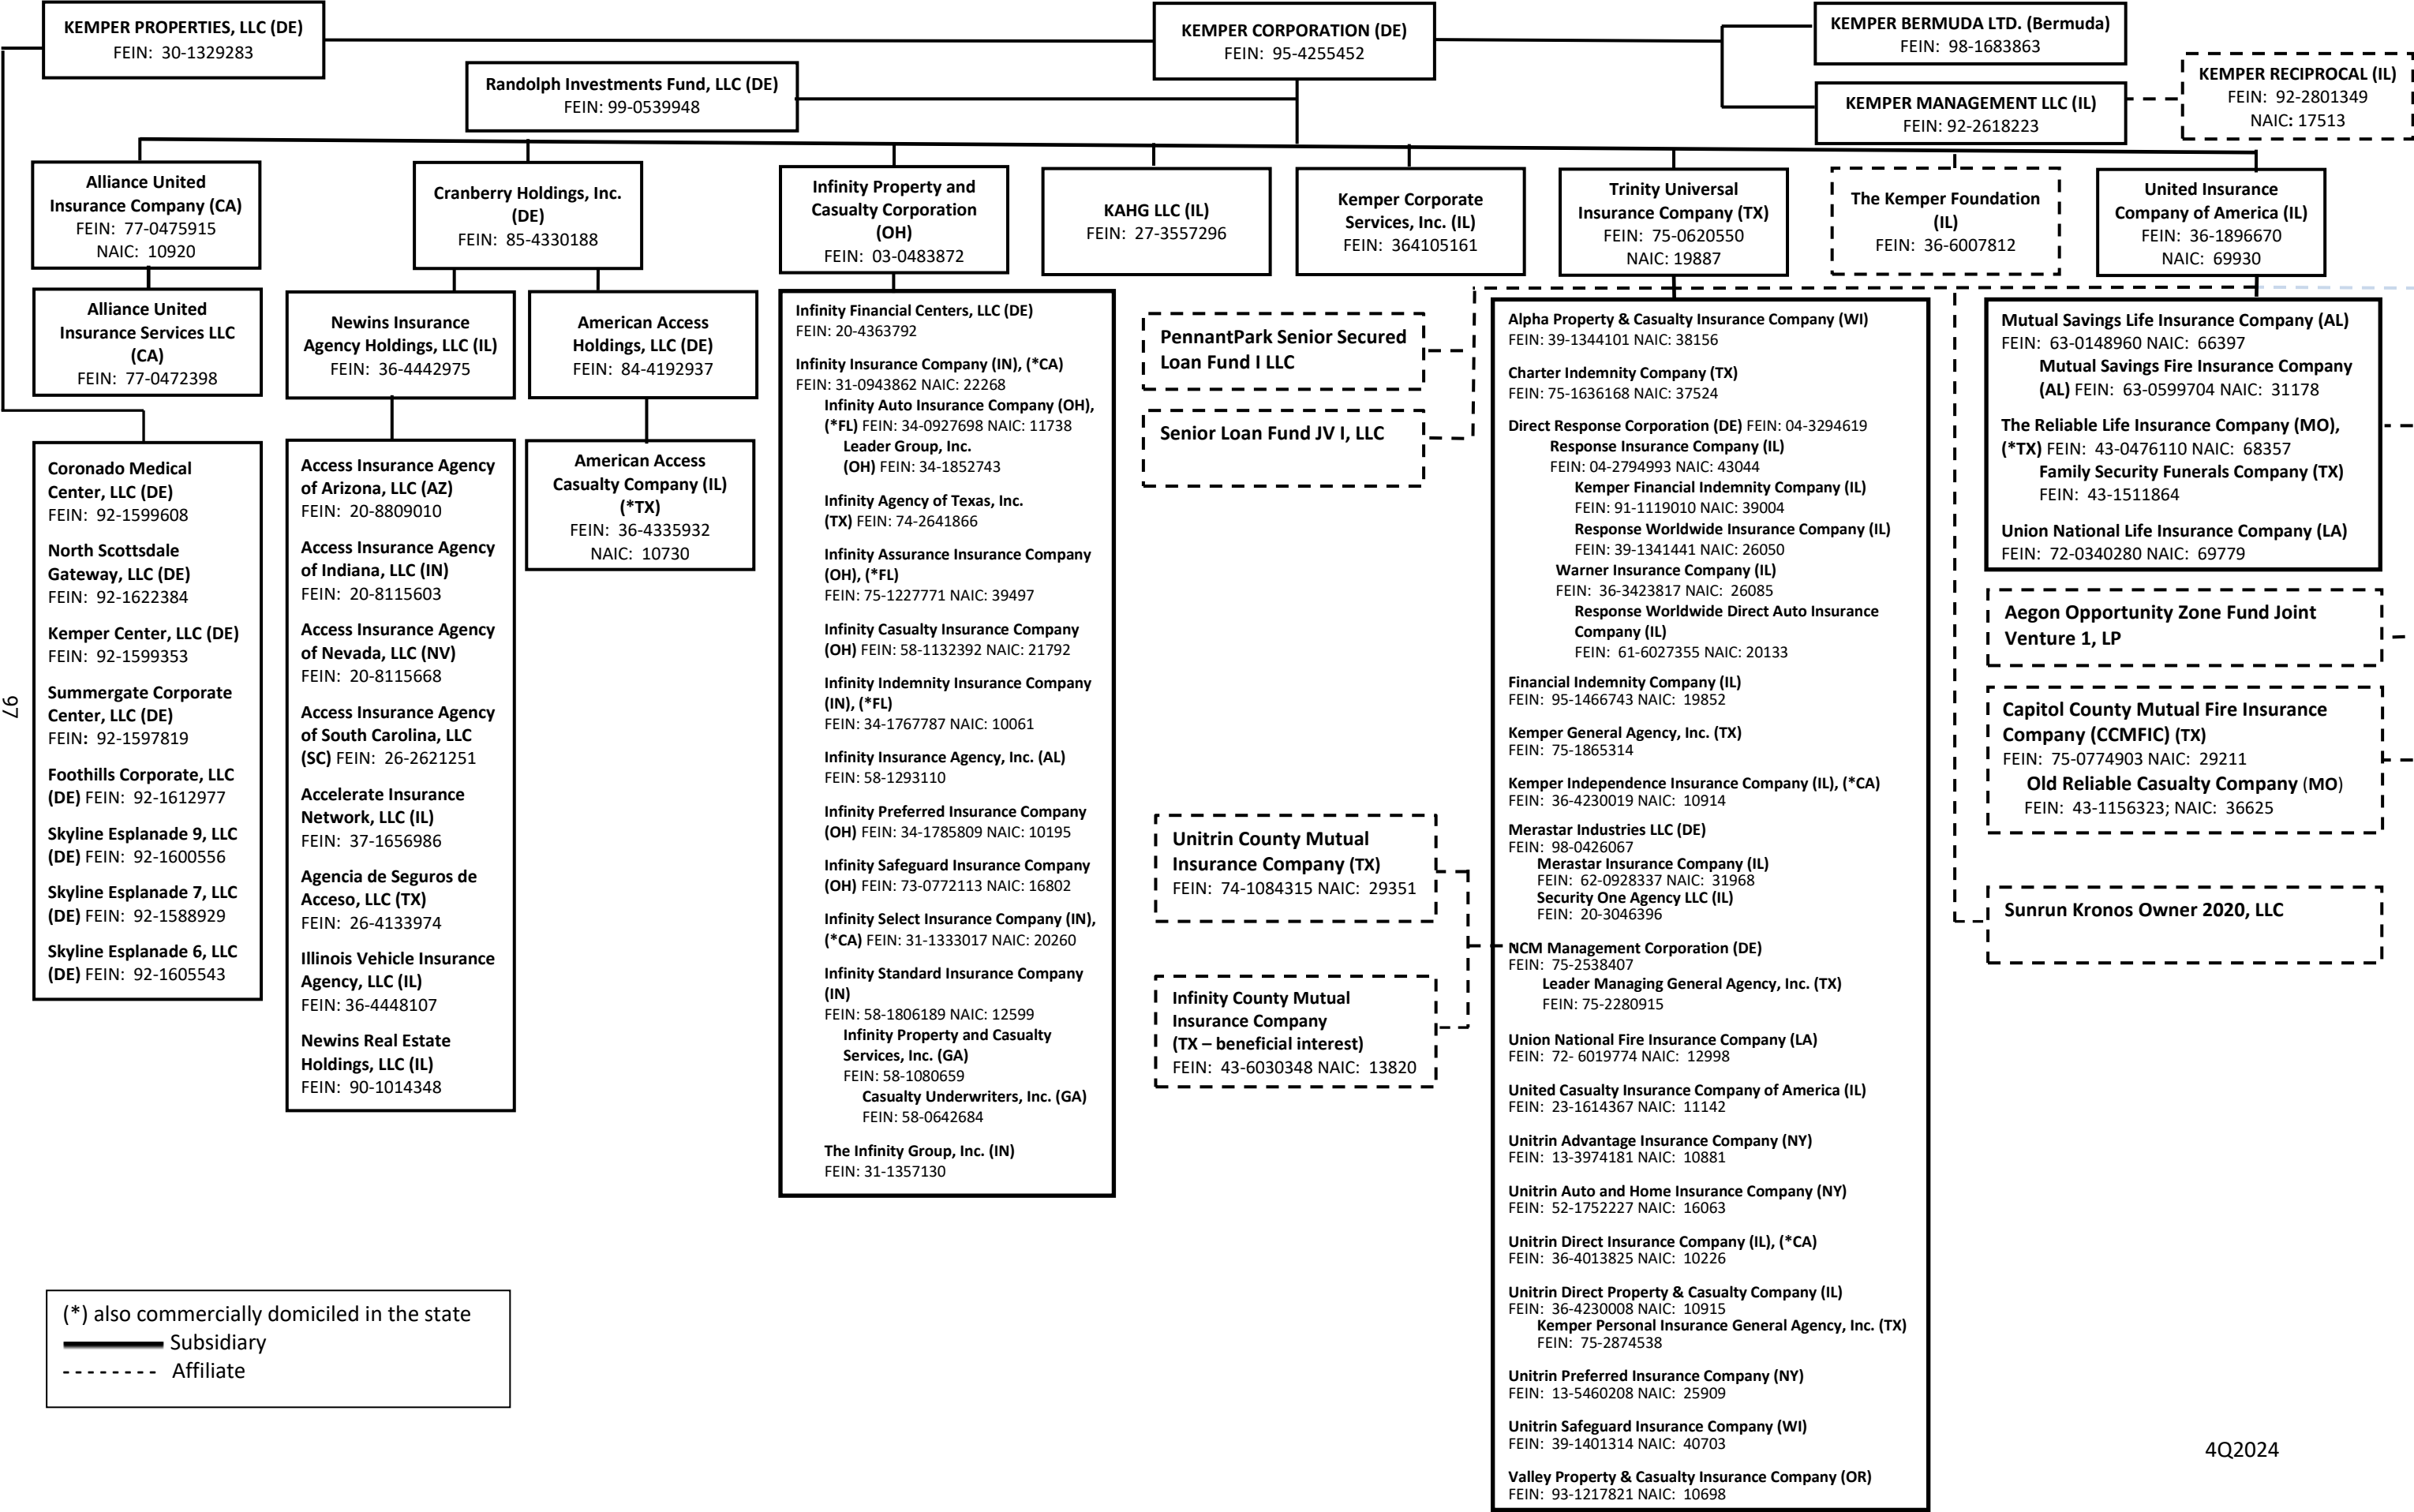 KEMPER PROPERTIES, LLC (DE)
FEIN: 30-1329283
KEMPER CORPORATION (DE)
FEIN: 95-4255452
KEMPER BERMUDA LTD. (Bermuda)
FEIN: 98-1683863
Randolph Investments Fund, LLC (DE)
FEIN: 99-0539948
KEMPER MANAGEMENT LLC (IL)
FEIN: 92-2618223
KEMPER RECIPROCAL (IL)
FEIN: 92-2801349
NAIC: 17513
Alliance United
Insurance Company (CA)
FEIN: 77-0475915
NAIC: 10920
Cranberry Holdings, Inc.
(DE)
FEIN: 85-4330188
Infinity Property and
Casualty Corporation
(OH)
FEIN: 03-0483872
KAHG LLC (IL)
FEIN: 27-3557296
Kemper Corporate
Services, Inc. (IL)
FEIN: 364105161
Trinity Universal
Insurance Company (TX)
FEIN: 75-0620550
NAIC: 19887
The Kemper Foundation
(IL)
FEIN: 36-6007812
United Insurance
Company of America (IL)
FEIN: 36-1896670
NAIC: 69930
Alliance United
Insurance Services LLC
(CA)
FEIN: 77-0472398
Newins Insurance
Agency Holdings, LLC (IL)
FEIN: 36-4442975
American Access
Holdings, LLC (DE)
FEIN: 84-4192937
Coronado Medical
Center, LLC (DE)
FEIN: 92-1599608
North Scottsdale
Gateway, LLC (DE)
FEIN: 92-1622384
Kemper Center, LLC (DE)
FEIN: 92-1599353
Summergate Corporate
Center, LLC (DE)
FEIN: 92-1597819
Foothills Corporate, LLC
(DE) FEIN: 92-1612977
Skyline Esplanade 9, LLC
(DE) FEIN: 92-1600556
Skyline Esplanade 7, LLC
(DE) FEIN: 92-1588929
Skyline Esplanade 6, LLC
(DE) FEIN: 92-1605543
Access Insurance Agency
of Arizona, LLC (AZ)
FEIN: 20-8809010
Access Insurance Agency
of Indiana, LLC (IN)
FEIN: 20-8115603
Access Insurance Agency
of Nevada, LLC (NV)
FEIN: 20-8115668
Access Insurance Agency
of South Carolina, LLC
(SC) FEIN: 26-2621251
Accelerate Insurance
Network, LLC (IL)
FEIN: 37-1656986
Agencia de Seguros de
Acceso, LLC (TX)
FEIN: 26-4133974
Illinois Vehicle Insurance
Agency, LLC (IL)
FEIN: 36-4448107
Newins Real Estate
Holdings, LLC (IL)
FEIN: 90-1014348
American Access
Casualty Company (IL)
(*TX)
FEIN: 36-4335932
NAIC: 10730
Infinity Financial Centers, LLC (DE)
FEIN: 20-4363792
Infinity Insurance Company (IN), (*CA)
FEIN: 31-0943862 NAIC: 22268
Infinity Auto Insurance Company (OH),
(*FL) FEIN: 34-0927698 NAIC: 11738
Leader Group, Inc.
(OH) FEIN: 34-1852743
Infinity Agency of Texas, Inc.
(TX) FEIN: 74-2641866
Infinity Assurance Insurance Company
(OH), (*FL)
FEIN: 75-1227771 NAIC: 39497
Infinity Casualty Insurance Company
(OH) FEIN: 58-1132392 NAIC: 21792
Infinity Indemnity Insurance Company
(IN), (*FL)
FEIN: 34-1767787 NAIC: 10061
Infinity Insurance Agency, Inc. (AL)
FEIN: 58-1293110
Infinity Preferred Insurance Company
(OH) FEIN: 34-1785809 NAIC: 10195
Infinity Safeguard Insurance Company
(OH) FEIN: 73-0772113 NAIC: 16802
Infinity Select Insurance Company (IN),
(*CA) FEIN: 31-1333017 NAIC: 20260
Infinity Standard Insurance Company
(IN)
FEIN: 58-1806189 NAIC: 12599
Infinity Property and Casualty
Services, Inc. (GA)
FEIN: 58-1080659
Casualty Underwriters, Inc. (GA)
FEIN: 58-0642684
The Infinity Group, Inc. (IN)
FEIN: 31-1357130
PennantPark Senior Secured
Loan Fund I LLC
Senior Loan Fund JV I, LLC
Unitrin County Mutual
Insurance Company (TX)
FEIN: 74-1084315 NAIC: 29351
Infinity County Mutual
Insurance Company
(TX – beneficial interest)
FEIN: 43-6030348 NAIC: 13820
Alpha Property & Casualty Insurance Company (WI)
FEIN: 39-1344101 NAIC: 38156
Charter Indemnity Company (TX)
FEIN: 75-1636168 NAIC: 37524
Direct Response Corporation (DE) FEIN: 04-3294619
Response Insurance Company (IL)
FEIN: 04-2794993 NAIC: 43044
Kemper Financial Indemnity Company (IL)
FEIN: 91-1119010 NAIC: 39004
Response Worldwide Insurance Company (IL)
FEIN: 39-1341441 NAIC: 26050
Warner Insurance Company (IL)
FEIN: 36-3423817 NAIC: 26085
Response Worldwide Direct Auto Insurance
Company (IL)
FEIN: 61-6027355 NAIC: 20133
Financial Indemnity Company (IL)
FEIN: 95-1466743 NAIC: 19852
Kemper General Agency, Inc. (TX)
FEIN: 75-1865314
Kemper Independence Insurance Company (IL), (*CA)
FEIN: 36-4230019 NAIC: 10914
Merastar Industries LLC (DE)
FEIN: 98-0426067
Merastar Insurance Company (IL)
FEIN: 62-0928337 NAIC: 31968
Security One Agency LLC (IL)
FEIN: 20-3046396
NCM Management Corporation (DE)
FEIN: 75-2538407
Leader Managing General Agency, Inc. (TX)
FEIN: 75-2280915
Union National Fire Insurance Company (LA)
FEIN: 72- 6019774 NAIC: 12998
United Casualty Insurance Company of America (IL)
FEIN: 23-1614367 NAIC: 11142
Unitrin Advantage Insurance Company (NY)
FEIN: 13-3974181 NAIC: 10881
Unitrin Auto and Home Insurance Company (NY)
FEIN: 52-1752227 NAIC: 16063
Unitrin Direct Insurance Company (IL), (*CA)
FEIN: 36-4013825 NAIC: 10226
Unitrin Direct Property & Casualty Company (IL)
FEIN: 36-4230008 NAIC: 10915
Kemper Personal Insurance General Agency, Inc. (TX)
FEIN: 75-2874538
Unitrin Preferred Insurance Company (NY)
FEIN: 13-5460208 NAIC: 25909
Unitrin Safeguard Insurance Company (WI)
FEIN: 39-1401314 NAIC: 40703
Valley Property & Casualty Insurance Company (OR)
FEIN: 93-1217821 NAIC: 10698
Mutual Savings Life Insurance Company (AL)
FEIN: 63-0148960 NAIC: 66397
Mutual Savings Fire Insurance Company
(AL) FEIN: 63-0599704 NAIC: 31178
The Reliable Life Insurance Company (MO),
(*TX) FEIN: 43-0476110 NAIC: 68357
Family Security Funerals Company (TX)
FEIN: 43-1511864
Union National Life Insurance Company (LA)
FEIN: 72-0340280 NAIC: 69779
Aegon Opportunity Zone Fund Joint
Venture 1, LP
Capitol County Mutual Fire Insurance
Company (CCMFIC) (TX)
FEIN: 75-0774903 NAIC: 29211
Old Reliable Casualty Company (MO)
FEIN: 43-1156323; NAIC: 36625
Sunrun Kronos Owner 2020, LLC
97
(*) also commercially domiciled in the state
Subsidiary
Affiliate
4Q2024